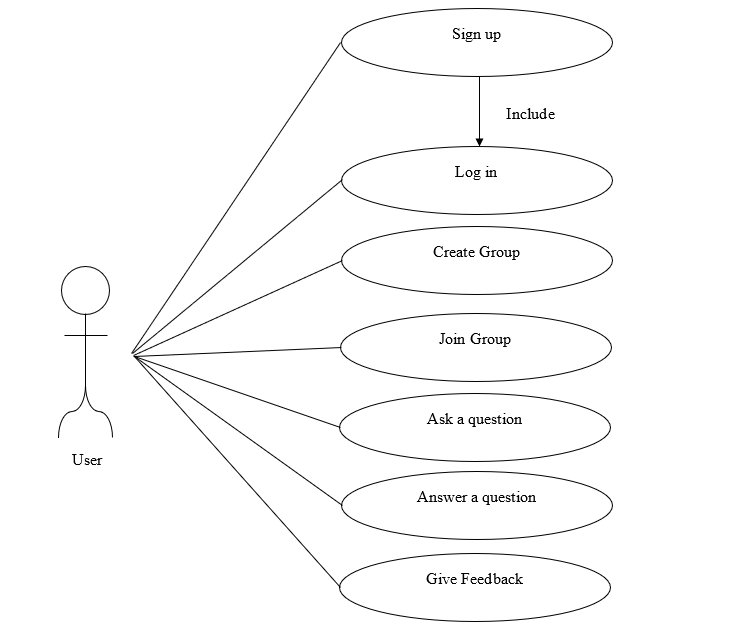 Sign up
Include
Log in
Create Group
Join Group
Ask a question
User
Answer a question
Give Feedback